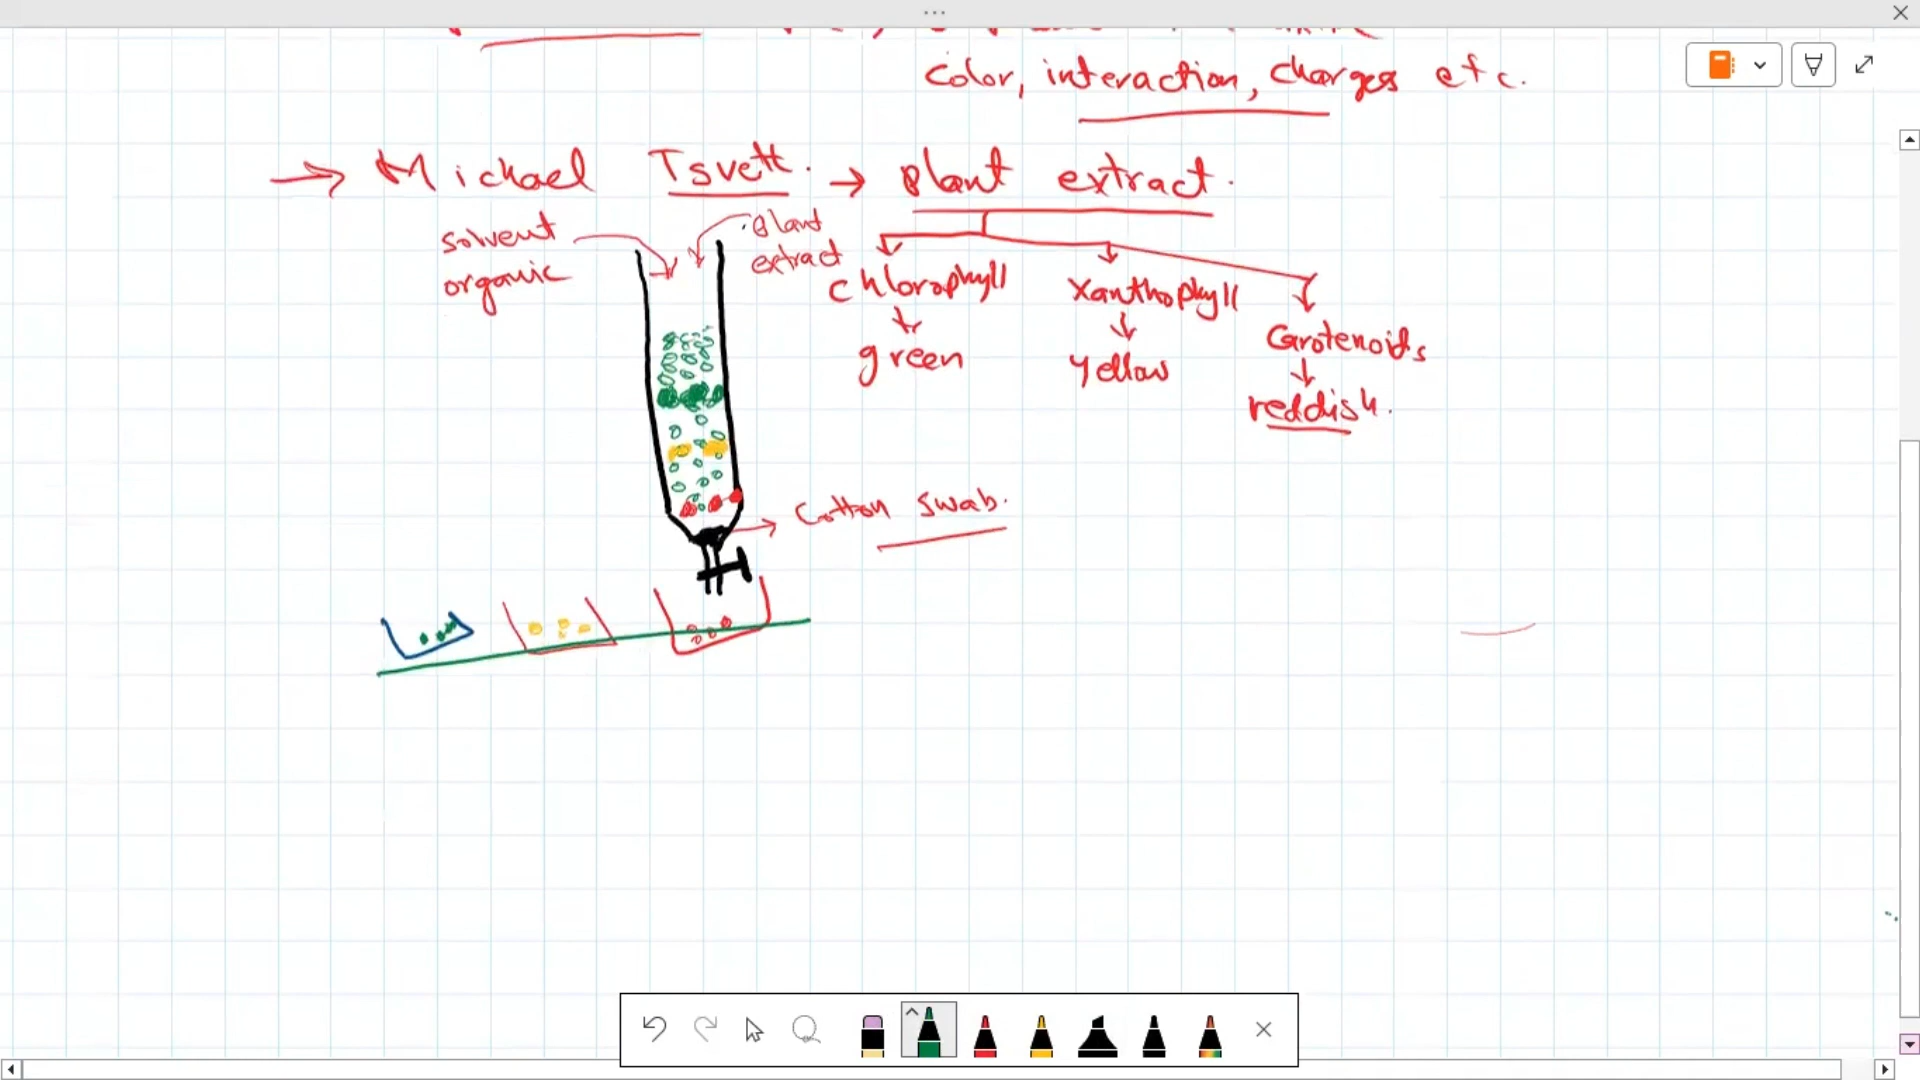 Color, interaction, Charges etc.
→ Michael Tsvett. → plant extract.
solvent
organic
plant
extract
Chlorophyll
green
Xanthophyll
yellow
Carotenoids
reddish.
Cotton swab.